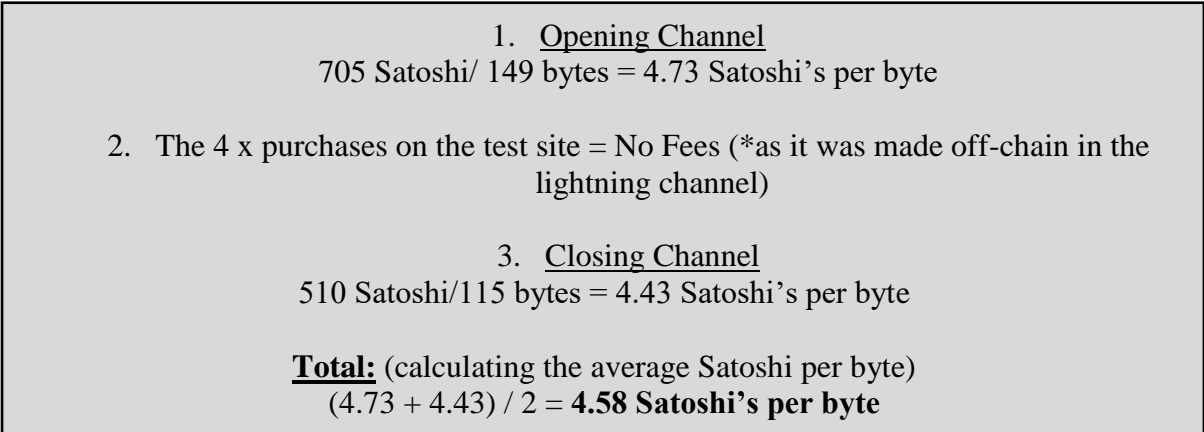 1. Opening Channel
705 Satoshi/ 149 bytes = 4.73 Satoshi’s per byte
2. The 4 x purchases on the test site = No Fees (*as it was made off-chain in the
lightning channel)
3. Closing Channel
510 Satoshi/115 bytes = 4.43 Satoshi’s per byte
Total: (calculating the average Satoshi per byte)
(4.73 + 4.43) / 2 = 4.58 Satoshi’s per byte